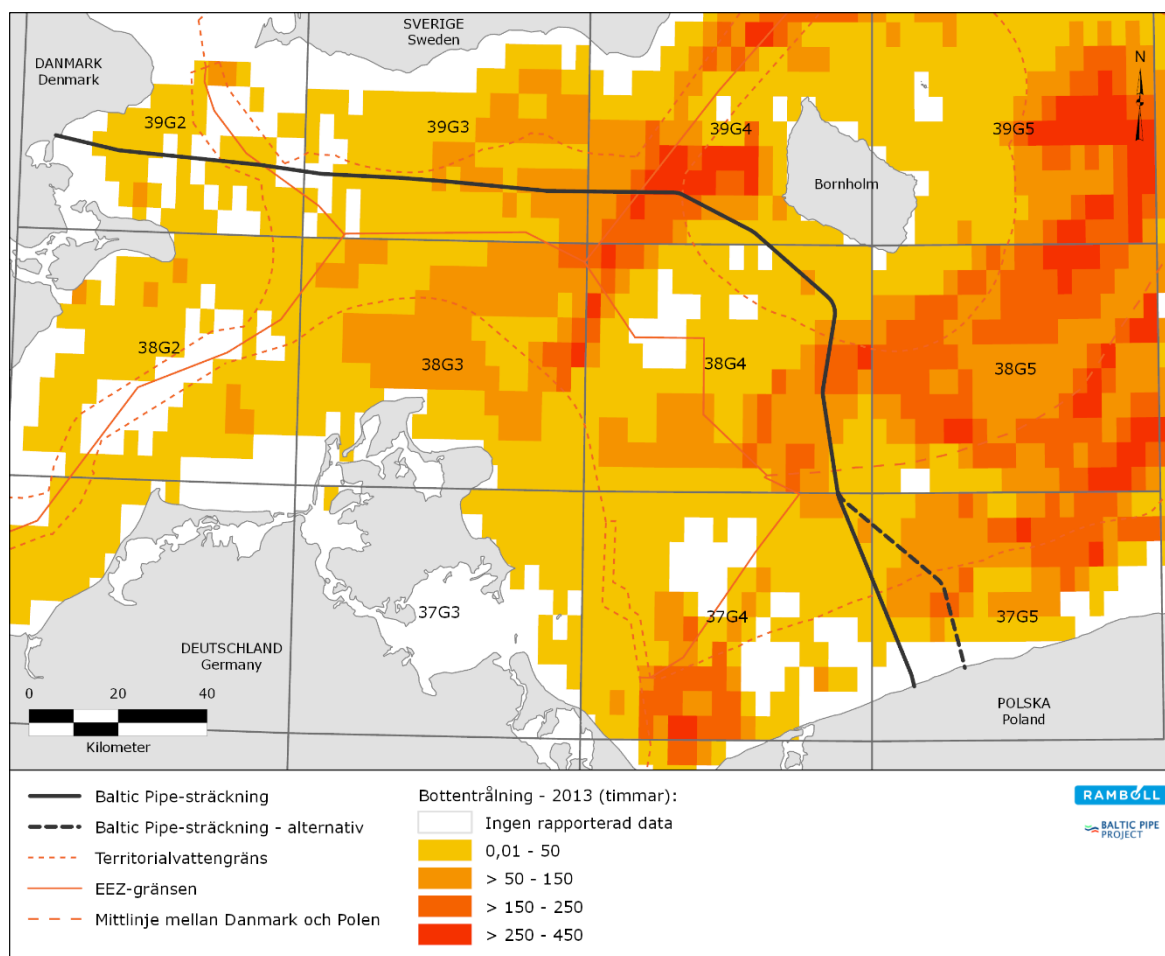 SVERIGE
Sweden
DANMARK
Denmark
N
39G2
39G3
39G4
39G5
Bornholm
38G2
38G3
38G4
38G5
37G3
37G4
37G5
DEUTSCHLAND
Germany
POLSKA
Poland
0 20 40
Kilometer
Baltic Pipe-sträckning
Baltic Pipe-sträckning - alternativ
Territorialvattengräns
EEZ-gränsen
Mittlinje mellan Danmark och Polen
Bottentrålning - 2013 (timmar):
Ingen rapporterad data
0,01 - 50
> 50 - 150
> 150 - 250
> 250 - 450
RAMBOLL
BALTIC PIPE
PROJECT